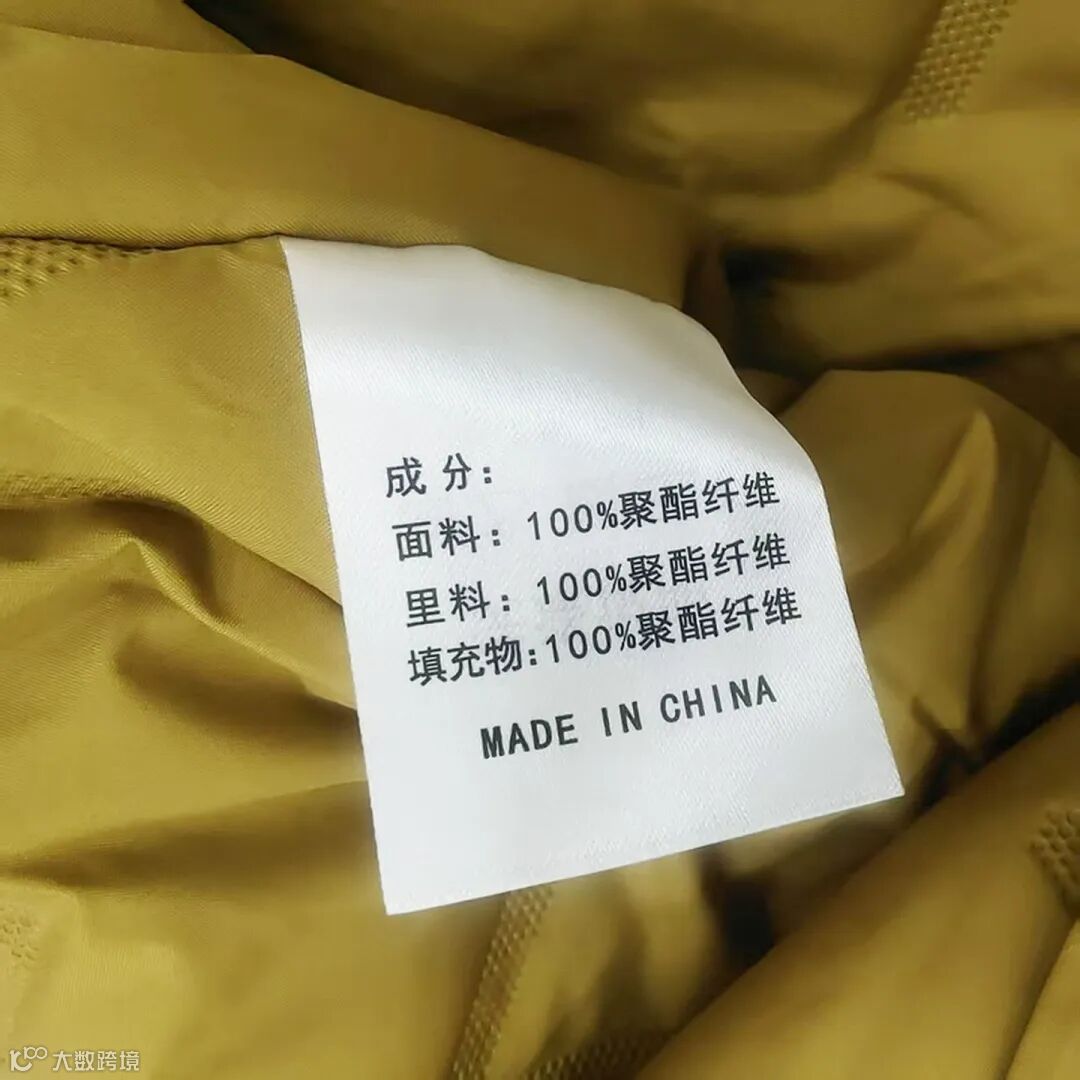 成分：
面料：100%聚酯纤维
里料：100%聚酯纤维
填充物:100%聚酯纤维
MADE IN CHINA
大数跨境